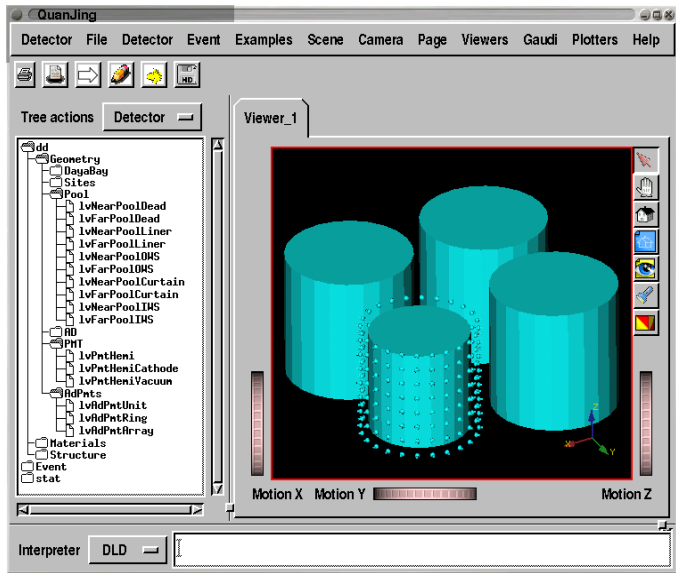 QuanJing
Detector File Detector Event Examples Scene Camera Page Viewers Gaudi Plotters Help
HD
Tree actions Detector
Viewer_1
dd
Geometry
DayaBay
Sites
Pool
lvNearPoolDead
lvFarPoolDead
lvNearPoolLiner
lvFarPoolLiner
lvNearPoolOWS
lvFarPoolOWS
lvNearPoolCurtain
lvFarPoolCurtain
lvNearPoolIWS
lvFarPoolIWS
AD
PMT
lvPmtHemi
lvPmtHemiCathode
lvPmtHemiVacuum
AdPmts
lvAdPmtUnit
lvAdPmtRing
lvAdPmtArray
Materials
Structure
Event
stat
Z
X
Y
Motion X Motion Y Motion Z
Interpreter DLD